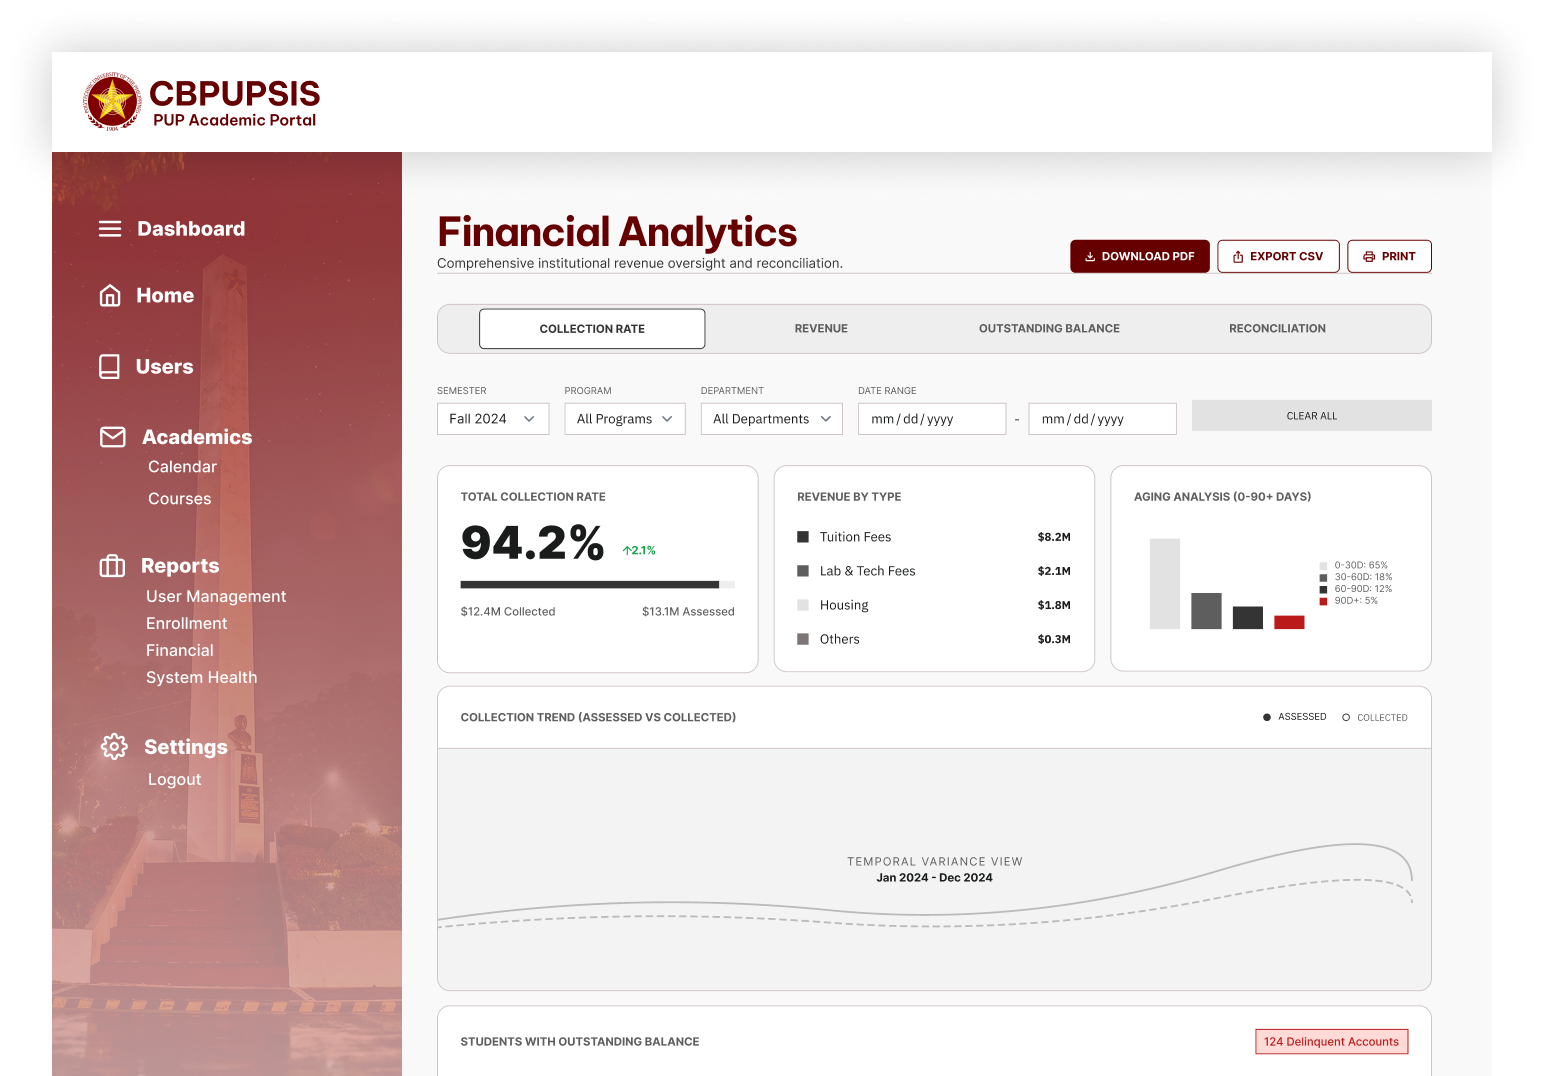 CBPUPSIS
PUP Academic Portal
POLYTECHNIC UNIVERSITY OF THE PHILIPPINES
1904
Dashboard
Home
Users
Academics
Calendar
Courses
Reports
User Management
Enrollment
Financial
System Health
Settings
Logout
Financial Analytics
Comprehensive institutional revenue oversight and reconciliation.
DOWNLOAD PDF
EXPORT CSV
PRINT
COLLECTION RATE
REVENUE
OUTSTANDING BALANCE
RECONCILIATION
SEMESTER
PROGRAM
DEPARTMENT
DATE RANGE
Fall 2024
All Programs
All Departments
mm/dd/yyyy
-
mm/dd/yyyy
CLEAR ALL
TOTAL COLLECTION RATE
94.2%
↑2.1%
$12.4M Collected
$13.1M Assessed
REVENUE BY TYPE
Tuition Fees $8.2M
Lab & Tech Fees $2.1M
Housing $1.8M
Others $0.3M
AGING ANALYSIS (0-90+ DAYS)
0-30D: 65%
30-60D: 18%
60-90D: 12%
90D+: 5%
COLLECTION TREND (ASSESSED VS COLLECTED)
ASSESSED
COLLECTED
TEMPORAL VARIANCE VIEW
Jan 2024 - Dec 2024
STUDENTS WITH OUTSTANDING BALANCE
124 Delinquent Accounts